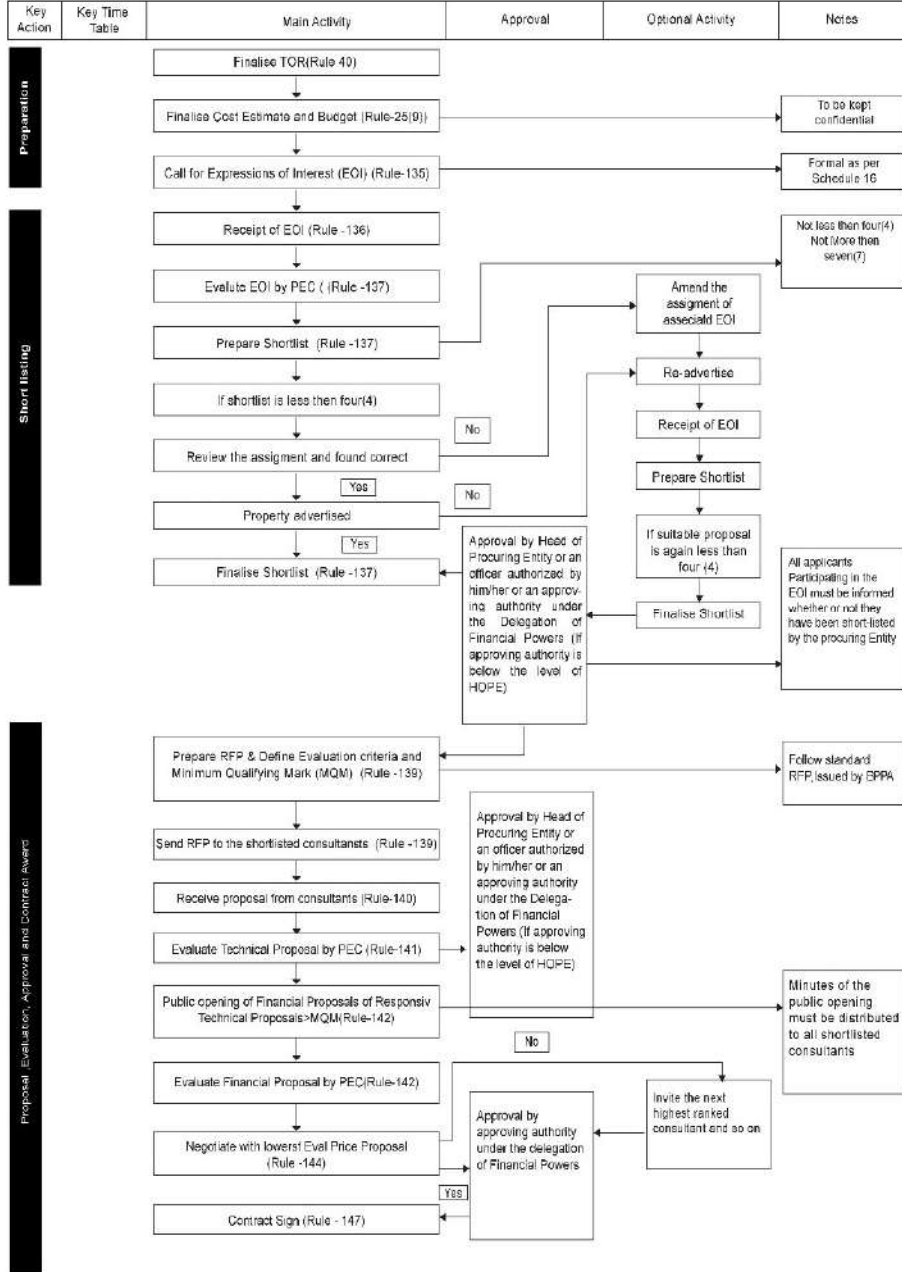 Key Action
Key Time Table
Main Activity
Approval
Optional Activity
Notes
Preparation
Finalise TOR(Rule 40)
Finalise Cost Estimate and Budget (Rule-25(9))
To be kept
confidential
Call for Expressions of Interest (EOI) (Rule-135)
Formal as per
Schedule 16
Short listing
Receipt of EOI (Rule -136)
Not less then four(4)
Not More then
seven(7)
Evalute EOI by PEC ( (Rule -137)
Prepare Shortlist (Rule -137)
If shortlist is less then four(4)
Review the assigment and found correct
No
Yes
Property advertised
No
Yes
Finalise Shortlist (Rule -137)
Amend the
assigment of
asseciald EOI
Re-advertise
Receipt of EOI
Prepare Shortlist
If suitable proposal
is again less than
four (4)
Finalise Shortlist
Approval by Head of
Procuring Entity or an
officer authorized by
him/her or an approv-
ing authority under
the Delegation of
Financial Powers (If
approving authority is
below the level of
HOPE)
All applicants
Participating in the
EOI must be informed
whether or not they
have been short-listed
by the procuring Entity
Proposal ,Evaluation, Approval and Contract Award
Prepare RFP & Define Evaluation criteria and
Minimum Qualifying Mark (MQM) (Rule -139)
Follow standard
RFP,Issued by BPPA
Send RFP to the shortlisted consultansts (Rule -139)
Receive proposal from consultants (Rule-140)
Evaluate Technical Proposal by PEC (Rule-141)
Approval by Head of
Procuring Entity or
an officer authorized
by him/her or an
approving authority
under the Delega-
tion of Financial
Powers (If approving
authority is below
the level of HOPE)
Public opening of Financial Proposals of Responsiv
Technical Proposals>MQM(Rule-142)
Minutes of the
public opening
must be distributed
to all shortlisted
consultants
No
Evaluate Financial Proposal by PEC(Rule-142)
Negotiate with lowerst Eval Price Proposal
(Rule -144)
Invite the next
highest ranked
consultant and so on
Approval by
approving authority
under the delegation
of Financial Powers
Yes
Contract Sign (Rule - 147)